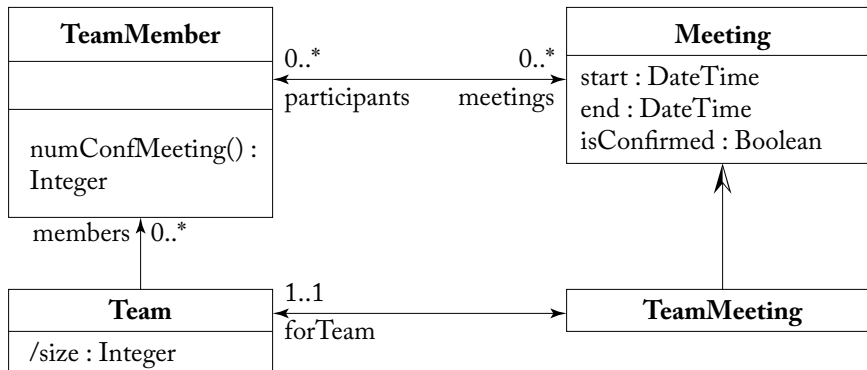 TeamMember
numConfMeeting() :
Integer
0..*
participants
0..*
meetings
Meeting
start : DateTime
end : DateTime
isConfirmed : Boolean
members 0..*
Team
/size : Integer
1..1
forTeam
TeamMeeting